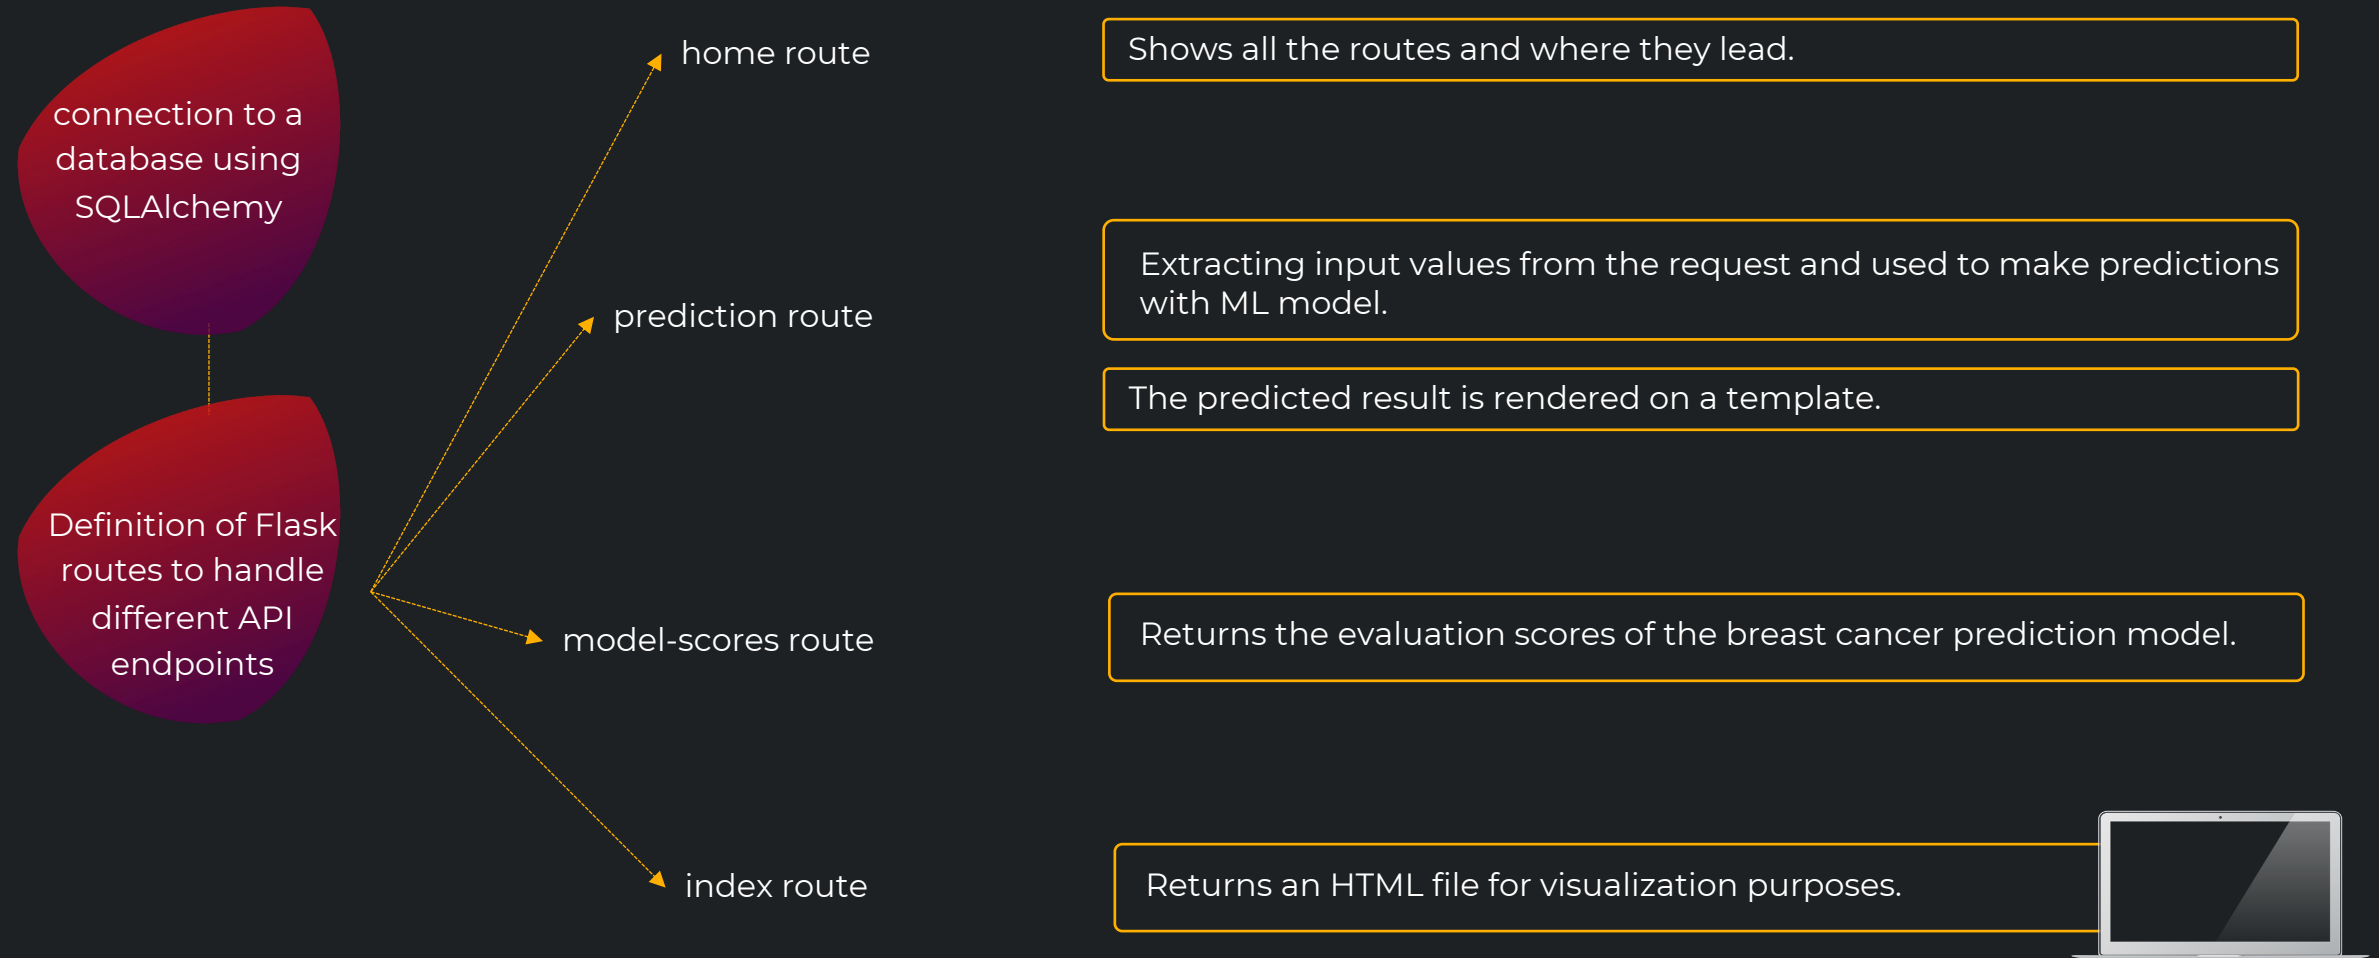 connection to a
database using
SQLAlchemy
Definition of Flask
routes to handle
different API
endpoints
home route
Shows all the routes and where they lead.
prediction route
Extracting input values from the request and used to make predictions
with ML model.
The predicted result is rendered on a template.
model-scores route
Returns the evaluation scores of the breast cancer prediction model.
index route
Returns an HTML file for visualization purposes.